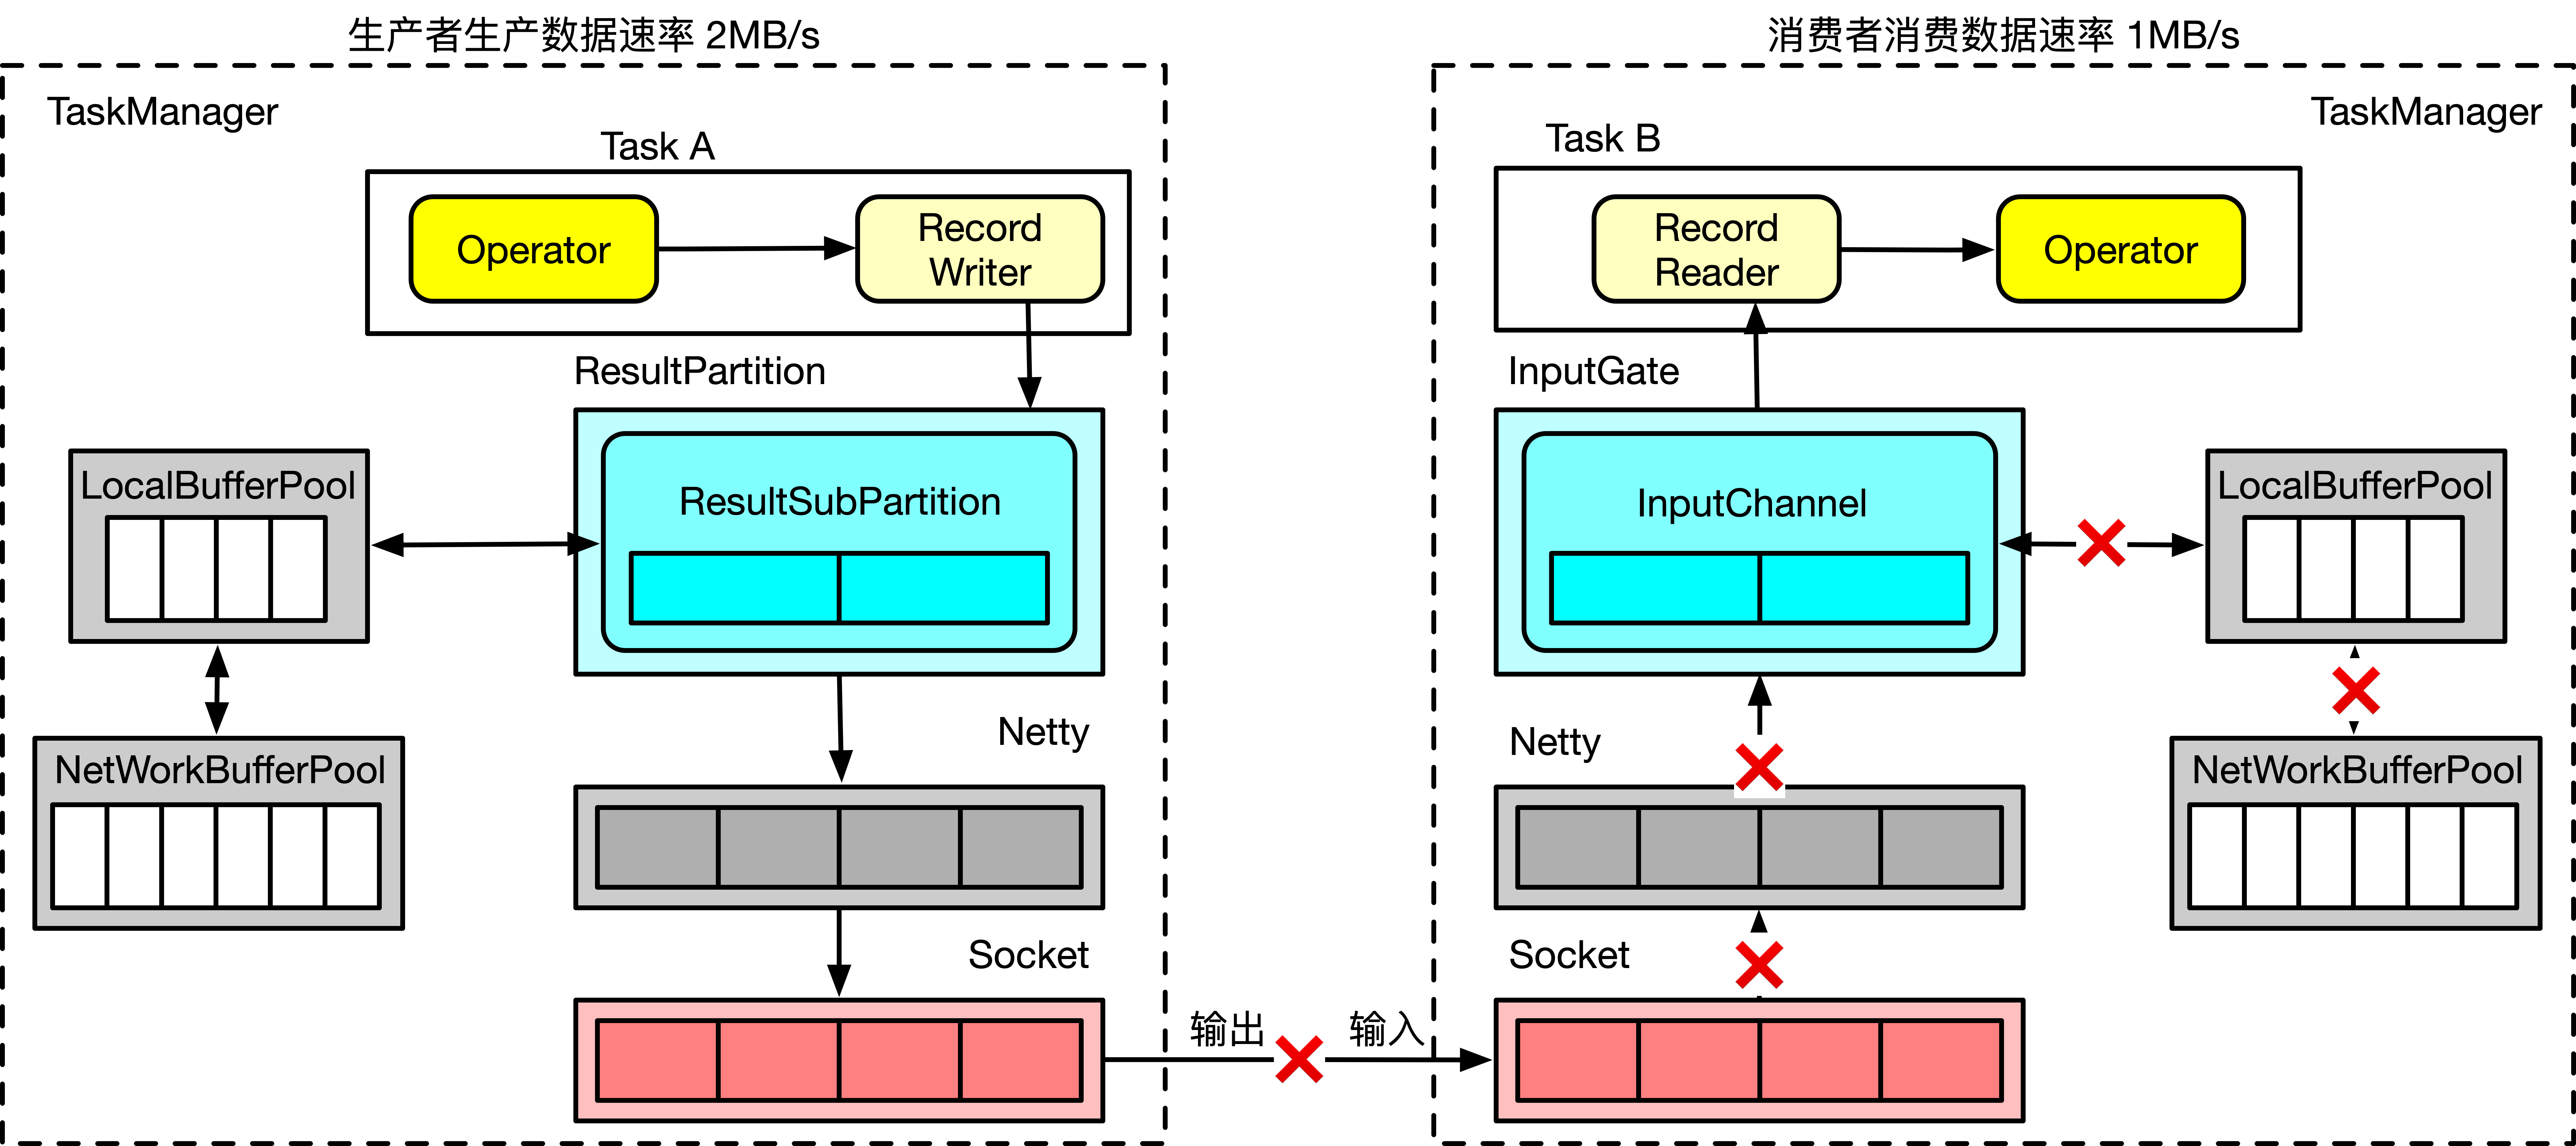 生产者生产数据速率 2MB/s
消费者消费数据速率 1MB/s
TaskManager
TaskManager
Task A
Task B
Operator
Record
Writer
Record
Reader
Operator
ResultPartition
InputGate
LocalBufferPool
ResultSubPartition
InputChannel
LocalBufferPool
Netty
Netty
NetWorkBufferPool
NetWorkBufferPool
Socket
Socket
输出
输入